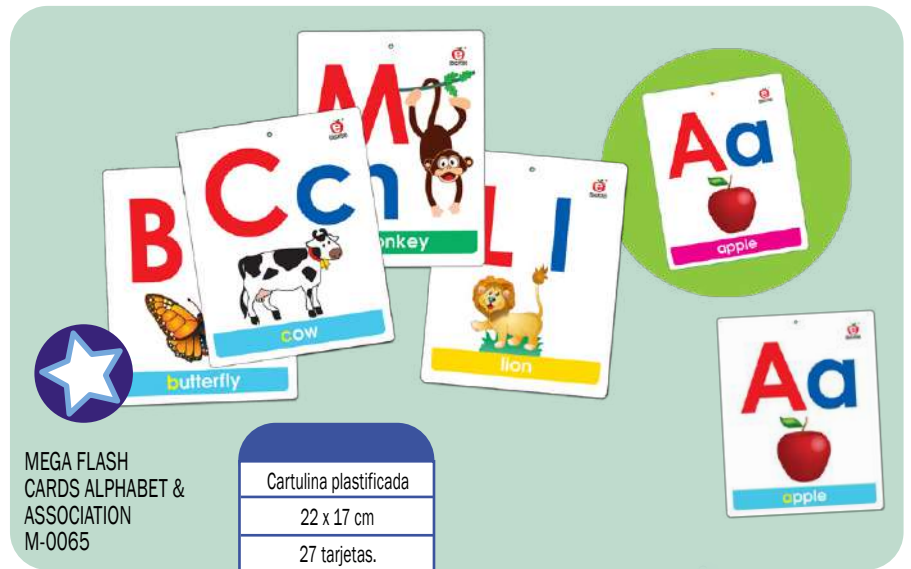 M
onkey
B
butterfly
Cc
cow
L l
lion
Aa
apple
Aa
apple
MEGA FLASH
CARDS ALPHABET &
ASSOCIATION
M-0065
Cartulina plastificada
22 x 17 cm
27 tarjetas.